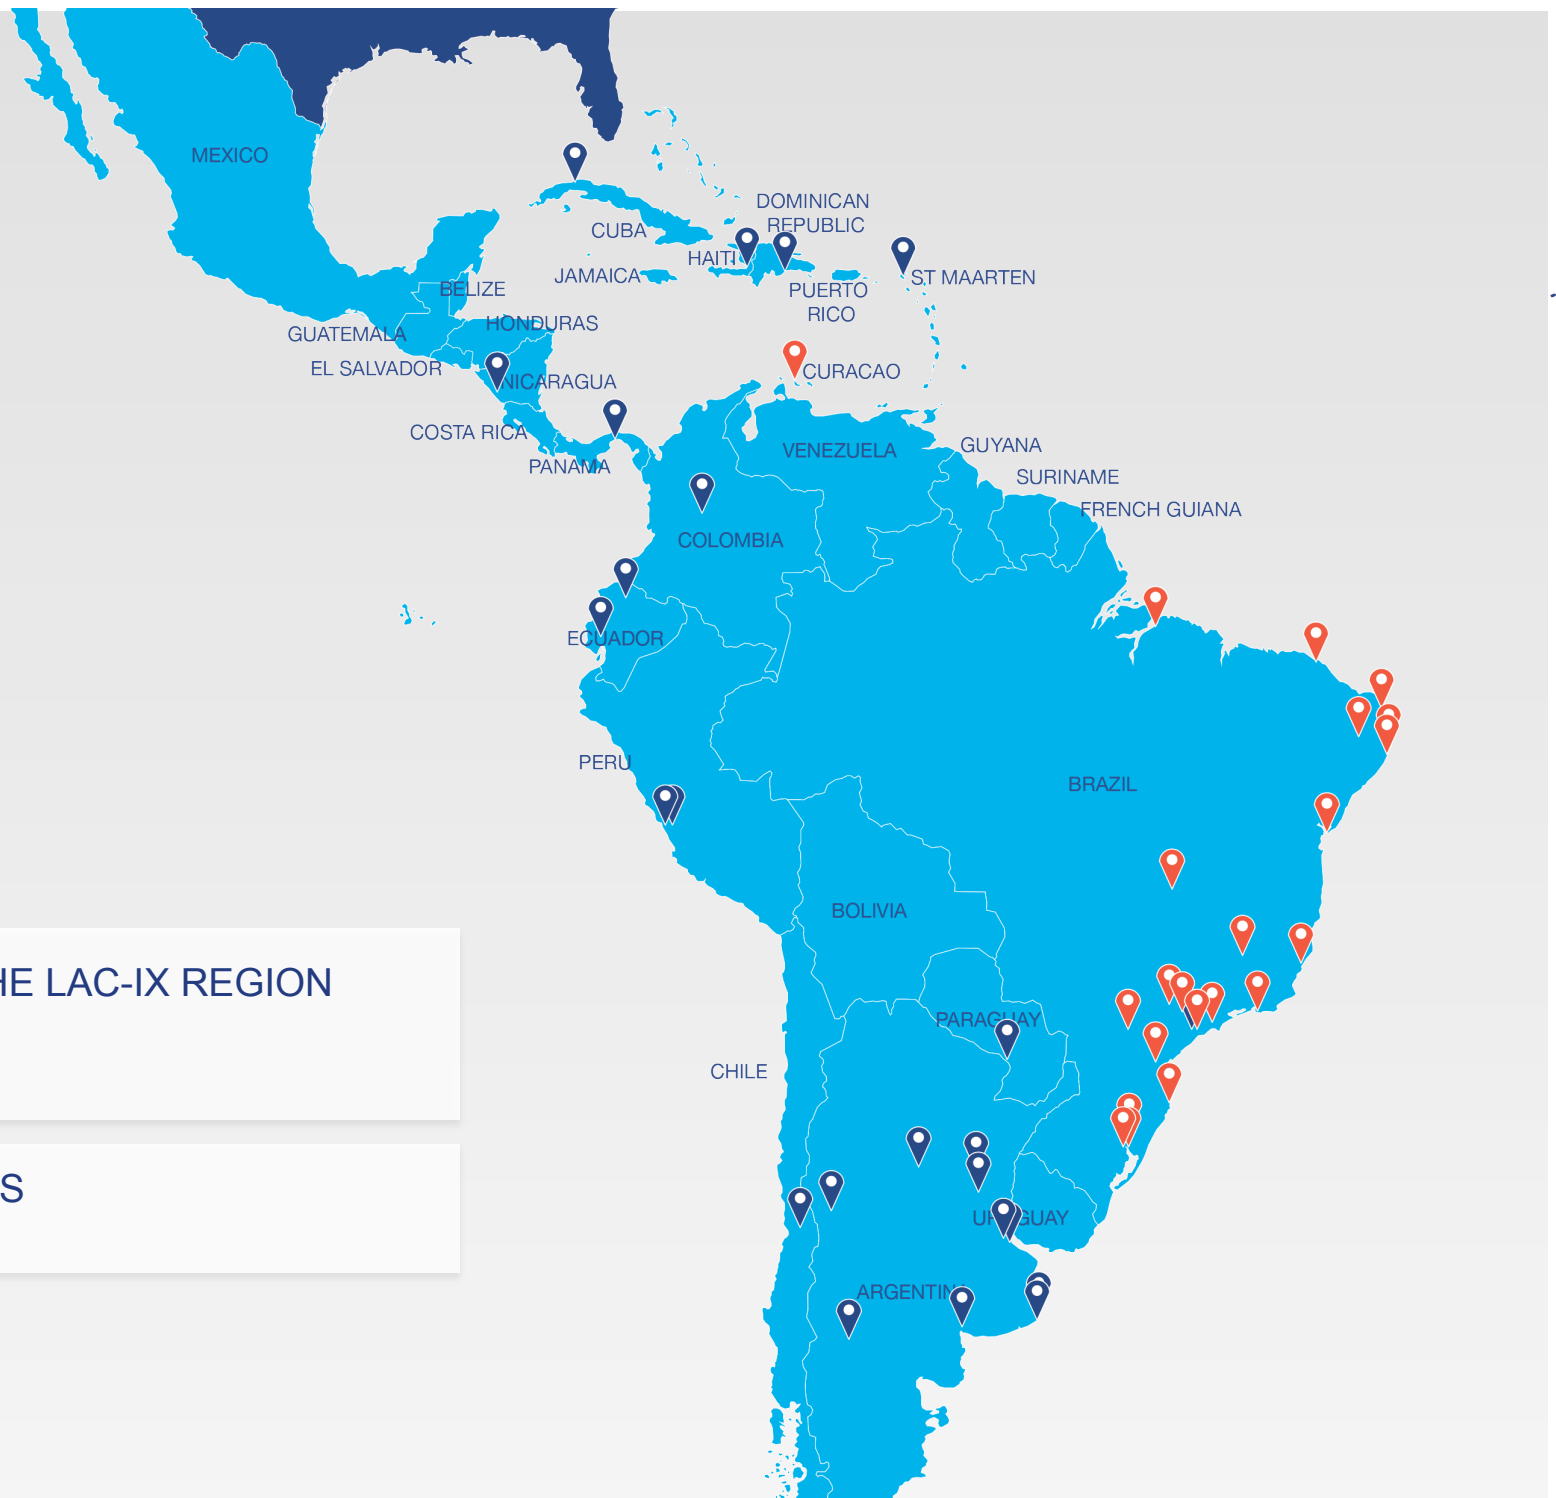 MEXICO
DOMINICAN
REPUBLIC
CUBA
HAITI
JAMAICA
ST MAARTEN
PUERTO
RICO
BELIZE
HONDURAS
GUATEMALA
EL SALVADOR
CURACAO
NICARAGUA
COSTA RICA
PANAMA
VENEZUELA
GUYANA
SURINAME
FRENCH GUIANA
COLOMBIA
ECUADOR
PERU
BRAZIL
BOLIVIA
HE LAC-IX REGION
PARAGUAY
CHILE
S
URUGUAY
ARGENTINA